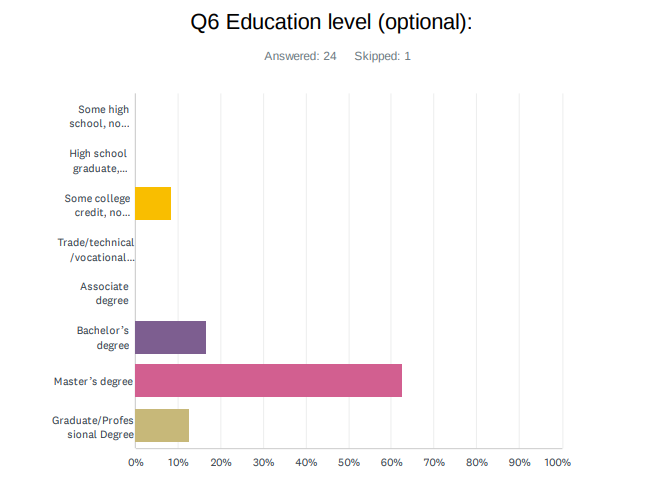 Q6 Education level (optional):
Answered: 24 Skipped: 1
Some high
school, no...
High school
graduate,...
Some college
credit, no...
Trade/technical
/vocational...
Associate
degree
Bachelor's
degree
Master's degree
Graduate/Profes
sional Degree
0% 10% 20% 30% 40% 50% 60% 70% 80% 90% 100%